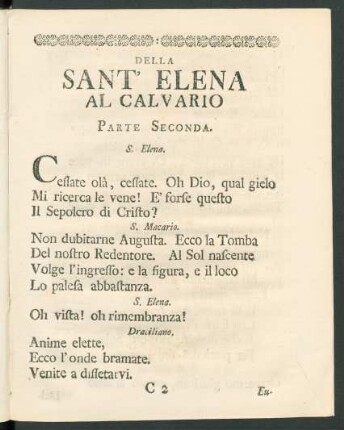 DELLA
SANT' ELENA
AL CALVARIO
PARTE SECONDA.
S. Elena.
Cessate olà, cessate. Oh Dio, qual gielo
Mi ricerca le vene! E' forse questo
Il Sepolcro di Cristo?
S. Macario.
Non dubitarne Augusta. Ecco la Tomba
Del nostro Redentore. Al Sol nascente
Volge l'ingresso: e la figura, e il loco
Lo palesa abbastanza.
S. Elena.
Oh vista! oh rimembranza!
Draciliano.
Anime elette,
Ecco l'onde bramate.
Venite a dissetarvi.
C 2 Eu-